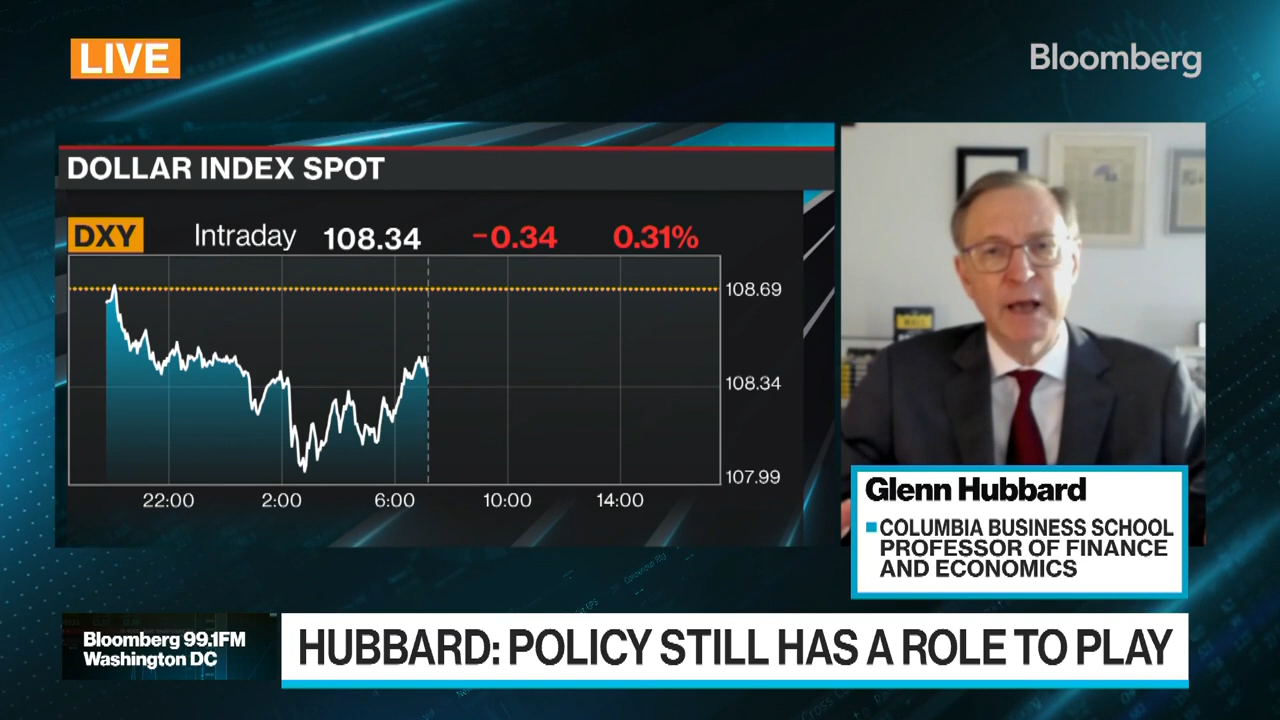 LIVE
Bloomberg
DOLLAR INDEX SPOT
DXY Intraday 108.34 -0.34 0.31%
108.69
108.34
107.99
22:00 2:00 6:00 10:00 14:00
Glenn Hubbard
COLUMBIA BUSINESS SCHOOL
PROFESSOR OF FINANCE
AND ECONOMICS
Bloomberg 99.1FM
Washington DC
HUBBARD: POLICY STILL HAS A ROLE TO PLAY